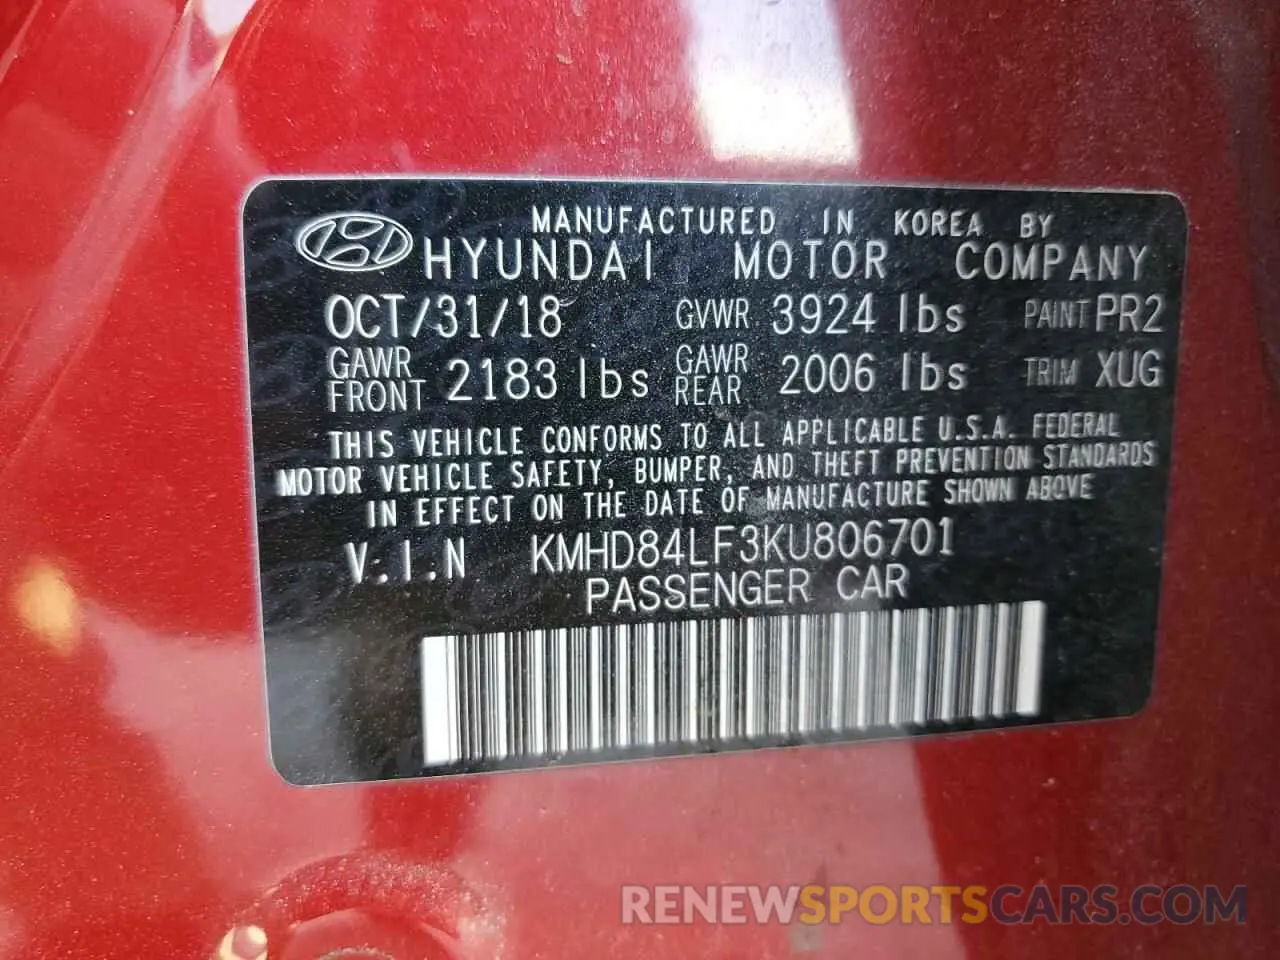 MANUFACTURED IN KOREA BY
HYUNDAI MOTOR COMPANY
OCT/31/18 GVWR 3924 lbs PAINT PR2
GAWR FRONT 2183 lbs GAWR REAR 2006 lbs TRIM XUG
THIS VEHICLE CONFORMS TO ALL APPLICABLE U.S.A. FEDERAL
MOTOR VEHICLE SAFETY, BUMPER, AND THEFT PREVENTION STANDARDS
IN EFFECT ON THE DATE OF MANUFACTURE SHOWN ABOVE
V.I.N KMHD84LF3KU806701
PASSENGER CAR
RENEWSPORTSCARS.COM